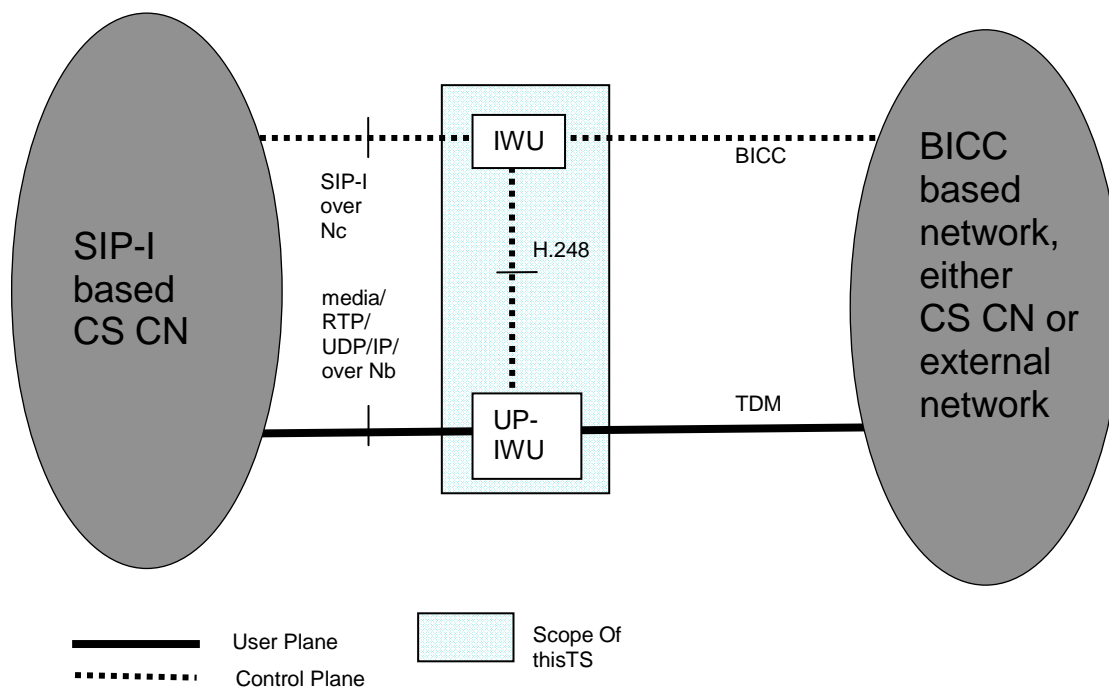 SIP-I
based
CS CN
SIP-I
over
Nc
media/
RTP/
UDP/IP/
over Nb
IWU
H.248
UP-
IWU
BICC
TDM
BICC
based
network,
either
CS CN or
external
network
User Plane
Control Plane
Scope Of
thisTS